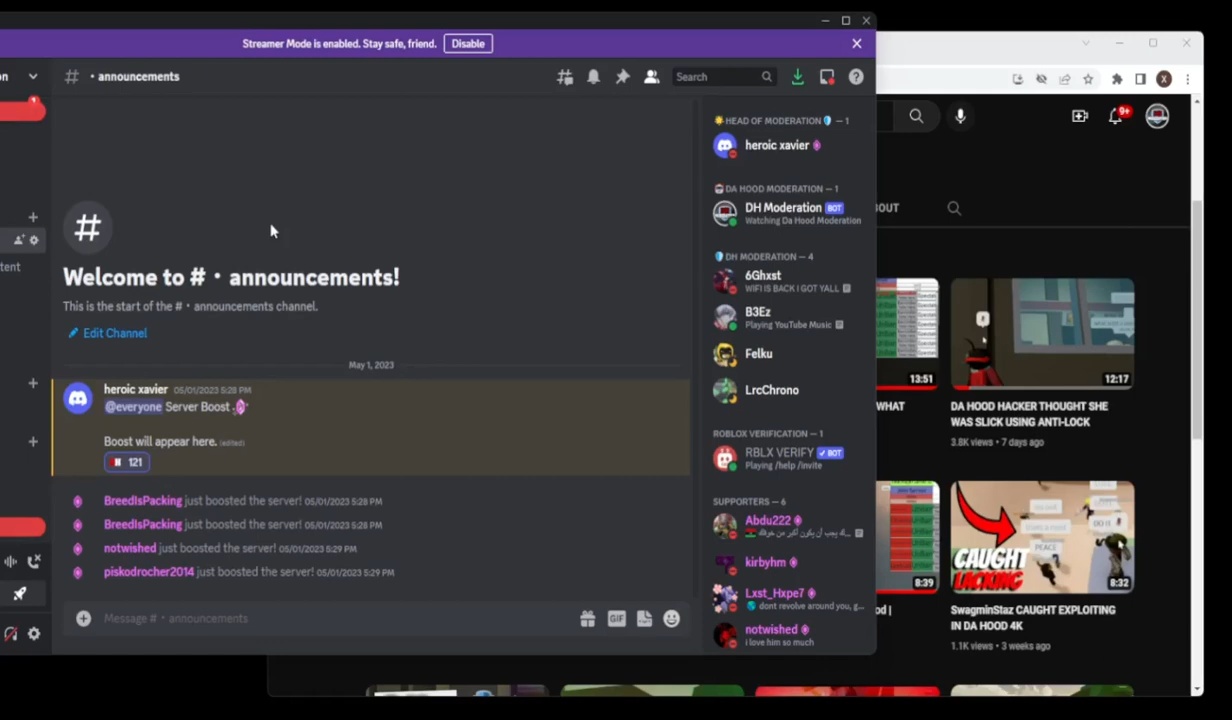 Streamer Mode is enabled. Stay safe, friend. Disable
on
# • announcements
Search
Welcome to # • announcements!
This is the start of the # • announcements channel.
Edit Channel
tent
May 1, 2023
heroic xavier 05/01/2023 5:28 PM
@everyone Server Boost
Boost will appear here. (edited)
121
BreedIsPacking just boosted the server! 05/01/2023 5:28 PM
BreedIsPacking just boosted the server! 05/01/2023 5:28 PM
notwished just boosted the server! 05/01/2023 5:29 PM
piskodrocher2014 just boosted the server! 05/01/2023 5:29 PM
Message # • announcements
GIF
HEAD OF MODERATION — 1
heroic xavier
DA HOOD MODERATION — 1
DH Moderation BOT
Watching Da Hood Moderation
DH MODERATION — 4
6Ghxst
WIFI IS BACK I GOT YALL
B3Ez
Playing YouTube Music
Felku
LrcChrono
ROBLOX VERIFICATION — 1
RBLX VERIFY ✓ BOT
Playing /help /invite
SUPPORTERS — 6
Abdu222
kirbyhm
Lxst_Hxpe7
dont revolve around you, g...
notwished
i love him so much
X
9+
OUT
13:51
12:17
WHAT
DA HOOD HACKER THOUGHT SHE
WAS SLICK USING ANTI-LOCK
3.8K views • 7 days ago
PEACE
DO IT
CAUGHT
LACKING
8:39
8:32
od |
SwagminStaz CAUGHT EXPLOITING
IN DA HOOD 4K
1.1K views • 3 weeks ago